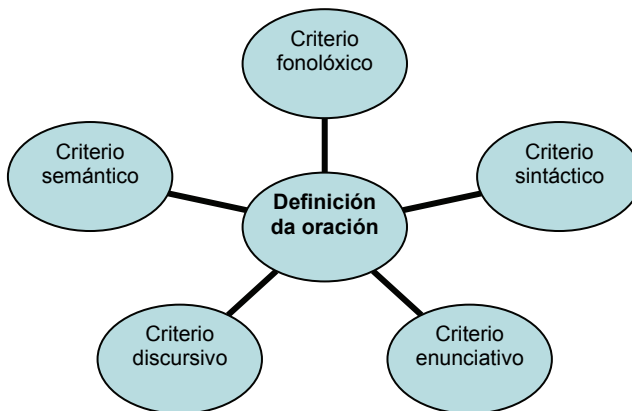 Criterio
fonolóxico
Criterio
semántico
Criterio
sintáctico
Definición
da oración
Criterio
discursivo
Criterio
enunciativo